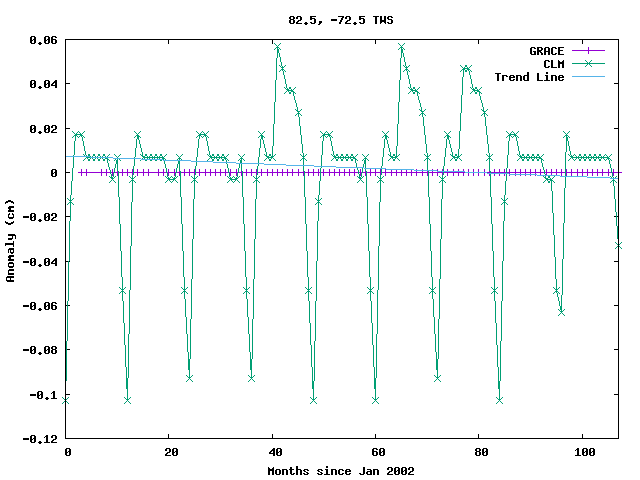 82.5, -72.5 TWS
GRACE
CLM
Trend Line
0.06
0.04
0.02
0
-0.02
-0.04
-0.06
-0.08
-0.1
-0.12
Anomaly (cm)
0 20 40 60 80 100
Months since Jan 2002